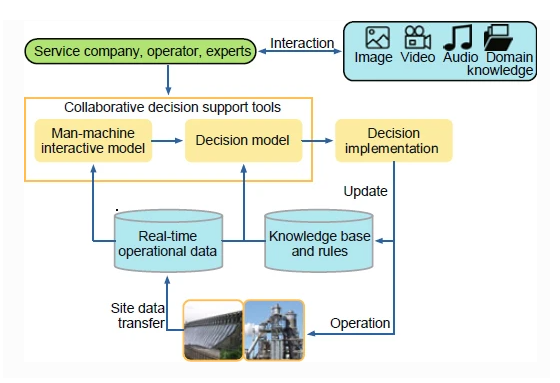 Service company, operator, experts
Interaction
Image Video Audio Domain
knowledge
Collaborative decision support tools
Man-machine
interactive model
Decision model
Decision
implementation
Update
Real-time
operational data
Knowledge base
and rules
Site data
transfer
Operation